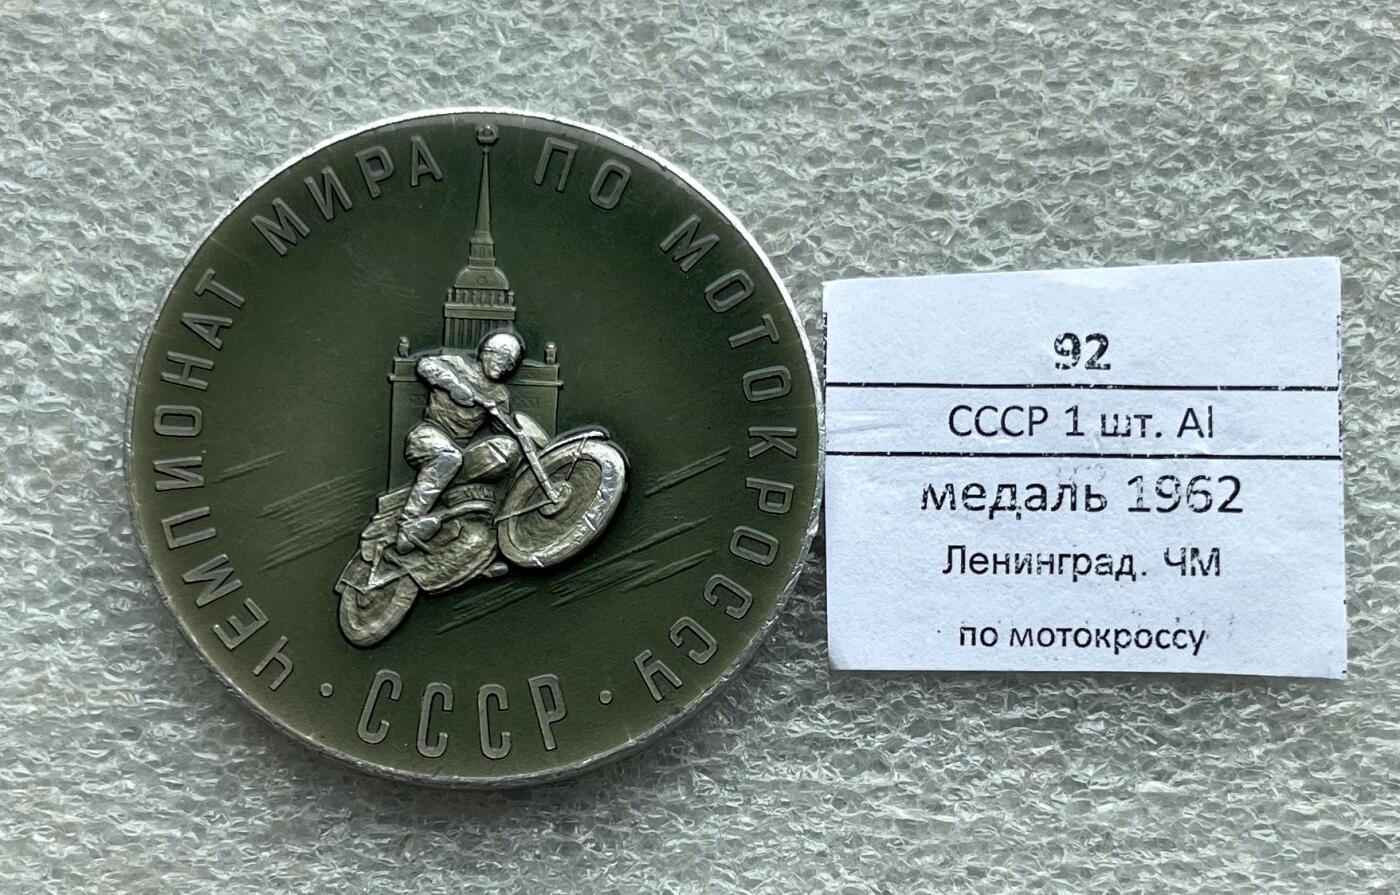 ЧЕМПИОНАТ МИРА ПО МОТОКРОССУ
· СССР ·
92
СССР 1 шт. Al
медаль 1962
Ленинград. ЧМ
по мотокроссу